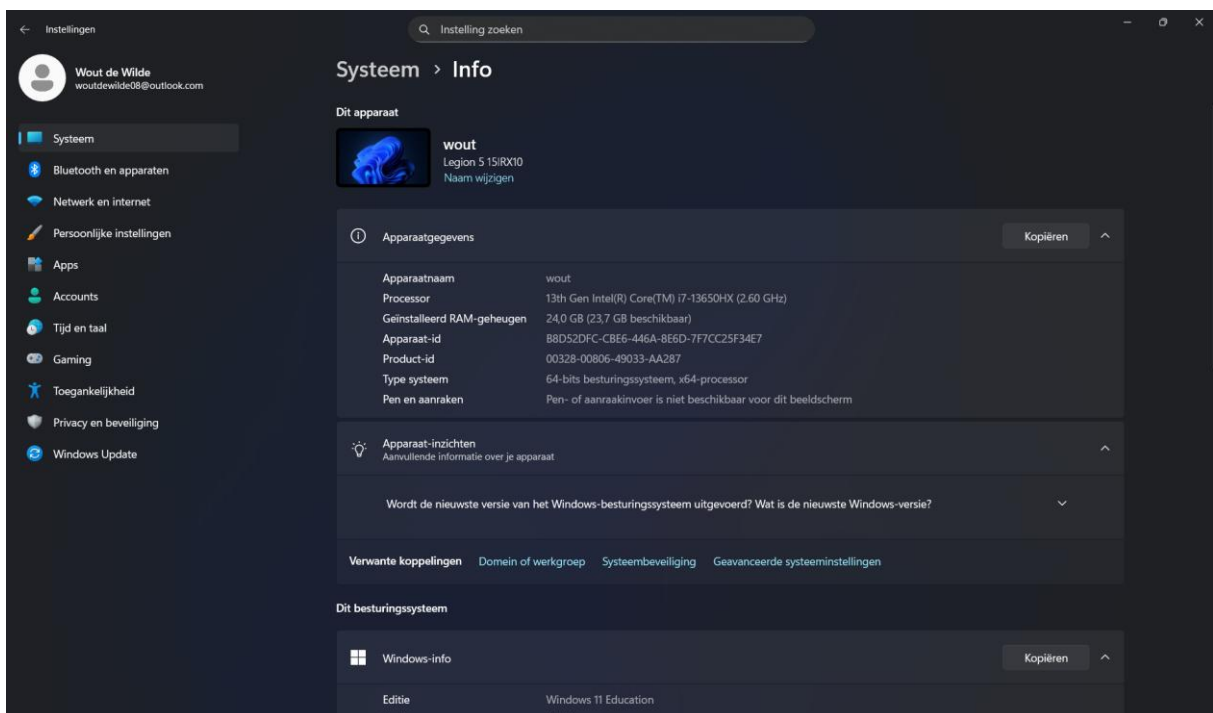 Instellingen
Instelling zoeken
Wout de Wilde
woutdewilde08@outlook.com
Systeem
Bluetooth en apparaten
Netwerk en internet
Persoonlijke instellingen
Apps
Accounts
Tijd en taal
Gaming
Toegankelijkheid
Privacy en beveiliging
Windows Update
Systeem > Info
Dit apparaat
wout
Legion 5 15IRX10
Naam wijzigen
Apparaatgegevens Kopiëren
Apparaatnaam wout
Processor 13th Gen Intel(R) Core(TM) i7-13650HX (2.60 GHz)
Geïnstalleerd RAM-geheugen 24,0 GB (23,7 GB beschikbaar)
Apparaat-id B8D52DFC-CBE6-446A-8E6D-7F7CC25F34E7
Product-id 00328-00806-49033-AA287
Type systeem 64-bits besturingssysteem, x64-processor
Pen en aanraken Pen- of aanraakinvoer is niet beschikbaar voor dit beeldscherm
Apparaat-inzichten
Aanvullende informatie over je apparaat
Wordt de nieuwste versie van het Windows-besturingssysteem uitgevoerd? Wat is de nieuwste Windows-versie?
Verwante koppelingen Domein of werkgroep Systeembeveiliging Geavanceerde systeeminstellingen
Dit besturingssysteem
Windows-info Kopiëren
Editie Windows 11 Education